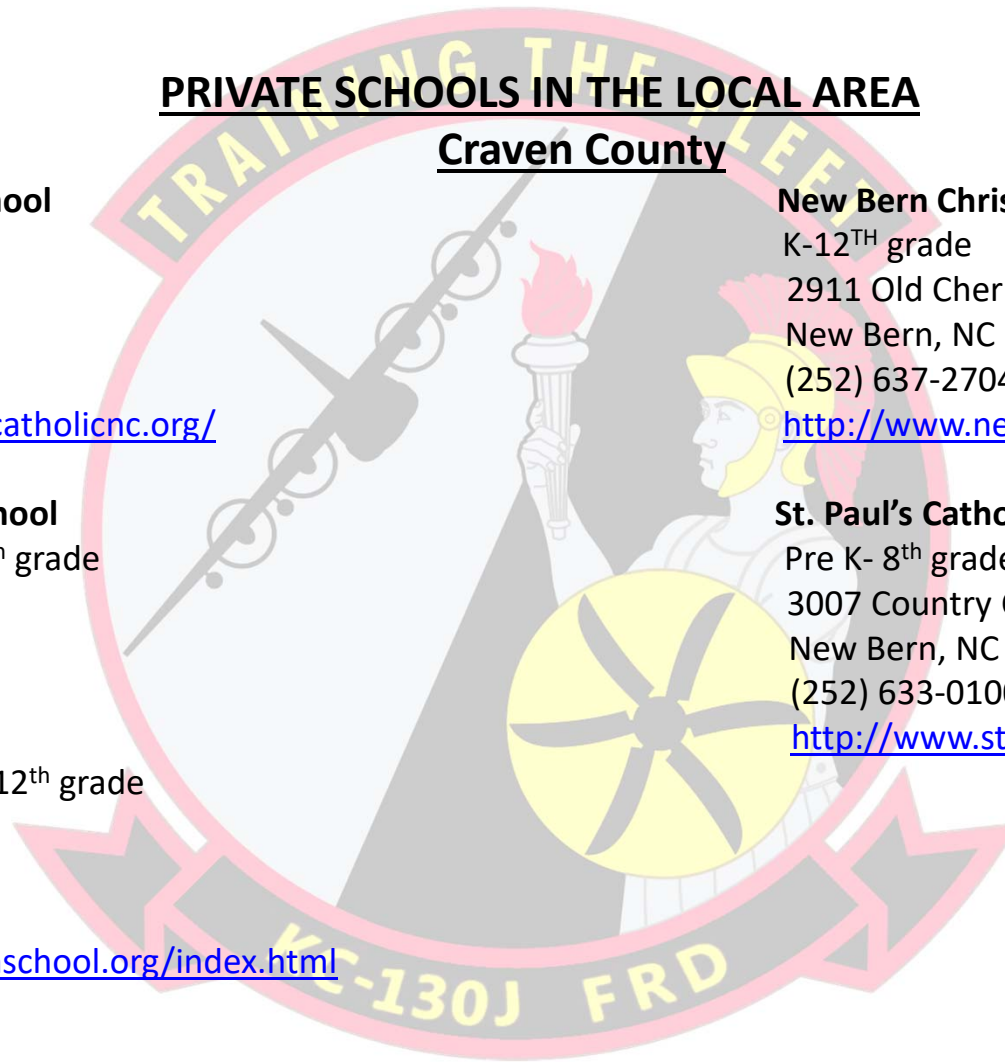 TRAINING THE FLEET
PRIVATE SCHOOLS IN THE LOCAL AREA
Craven County
hool
catholicnc.org/
hool
grade
12th grade
school.org/index.html
New Bern Chris
K-12TH grade
2911 Old Cher
New Bern, NC
(252) 637-2704
http://www.ne
St. Paul’s Catho
Pre K- 8th grade
3007 Country
New Bern, NC
(252) 633-010
http://www.st
KC-130J FRD